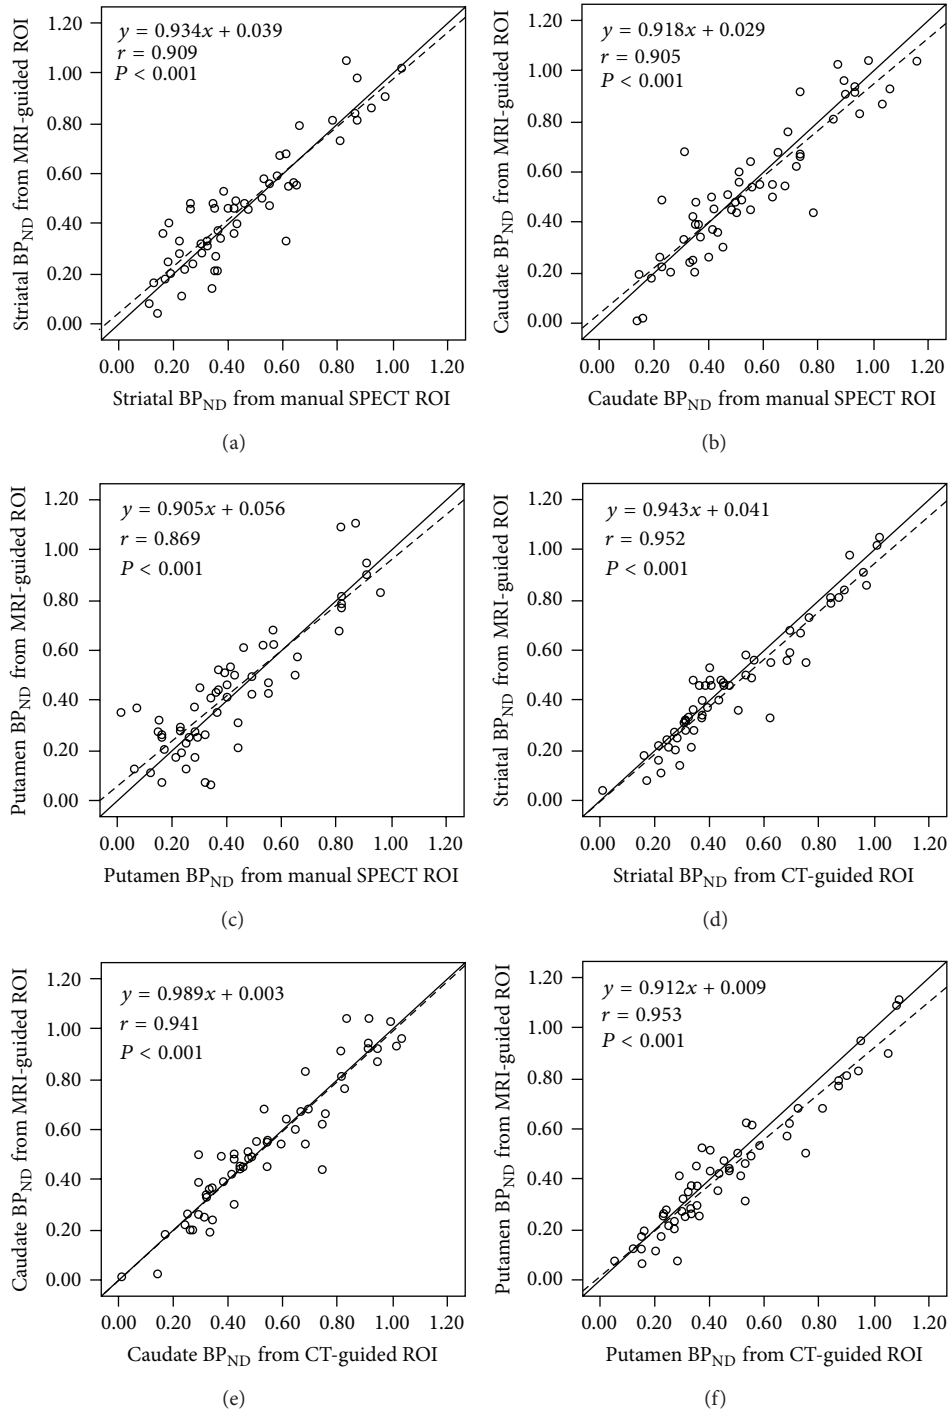 y = 0.934x + 0.039
r = 0.909
P < 0.001
Striatal BP_ND from MRI-guided ROI
1.20
1.00
0.80
0.60
0.40
0.20
0.00
0.00 0.20 0.40 0.60 0.80 1.00 1.20
Striatal BP_ND from manual SPECT ROI
(a)
y = 0.918x + 0.029
r = 0.905
P < 0.001
Caudate BP_ND from MRI-guided ROI
1.20
1.00
0.80
0.60
0.40
0.20
0.00
0.00 0.20 0.40 0.60 0.80 1.00 1.20
Caudate BP_ND from manual SPECT ROI
(b)
y = 0.905x + 0.056
r = 0.869
P < 0.001
Putamen BP_ND from MRI-guided ROI
1.20
1.00
0.80
0.60
0.40
0.20
0.00
0.00 0.20 0.40 0.60 0.80 1.00 1.20
Putamen BP_ND from manual SPECT ROI
(c)
y = 0.943x + 0.041
r = 0.952
P < 0.001
Striatal BP_ND from MRI-guided ROI
1.20
1.00
0.80
0.60
0.40
0.20
0.00
0.00 0.20 0.40 0.60 0.80 1.00 1.20
Striatal BP_ND from CT-guided ROI
(d)
y = 0.989x + 0.003
r = 0.941
P < 0.001
Caudate BP_ND from MRI-guided ROI
1.20
1.00
0.80
0.60
0.40
0.20
0.00
0.00 0.20 0.40 0.60 0.80 1.00 1.20
Caudate BP_ND from CT-guided ROI
(e)
y = 0.912x + 0.009
r = 0.953
P < 0.001
Putamen BP_ND from MRI-guided ROI
1.20
1.00
0.80
0.60
0.40
0.20
0.00
0.00 0.20 0.40 0.60 0.80 1.00 1.20
Putamen BP_ND from CT-guided ROI
(f)